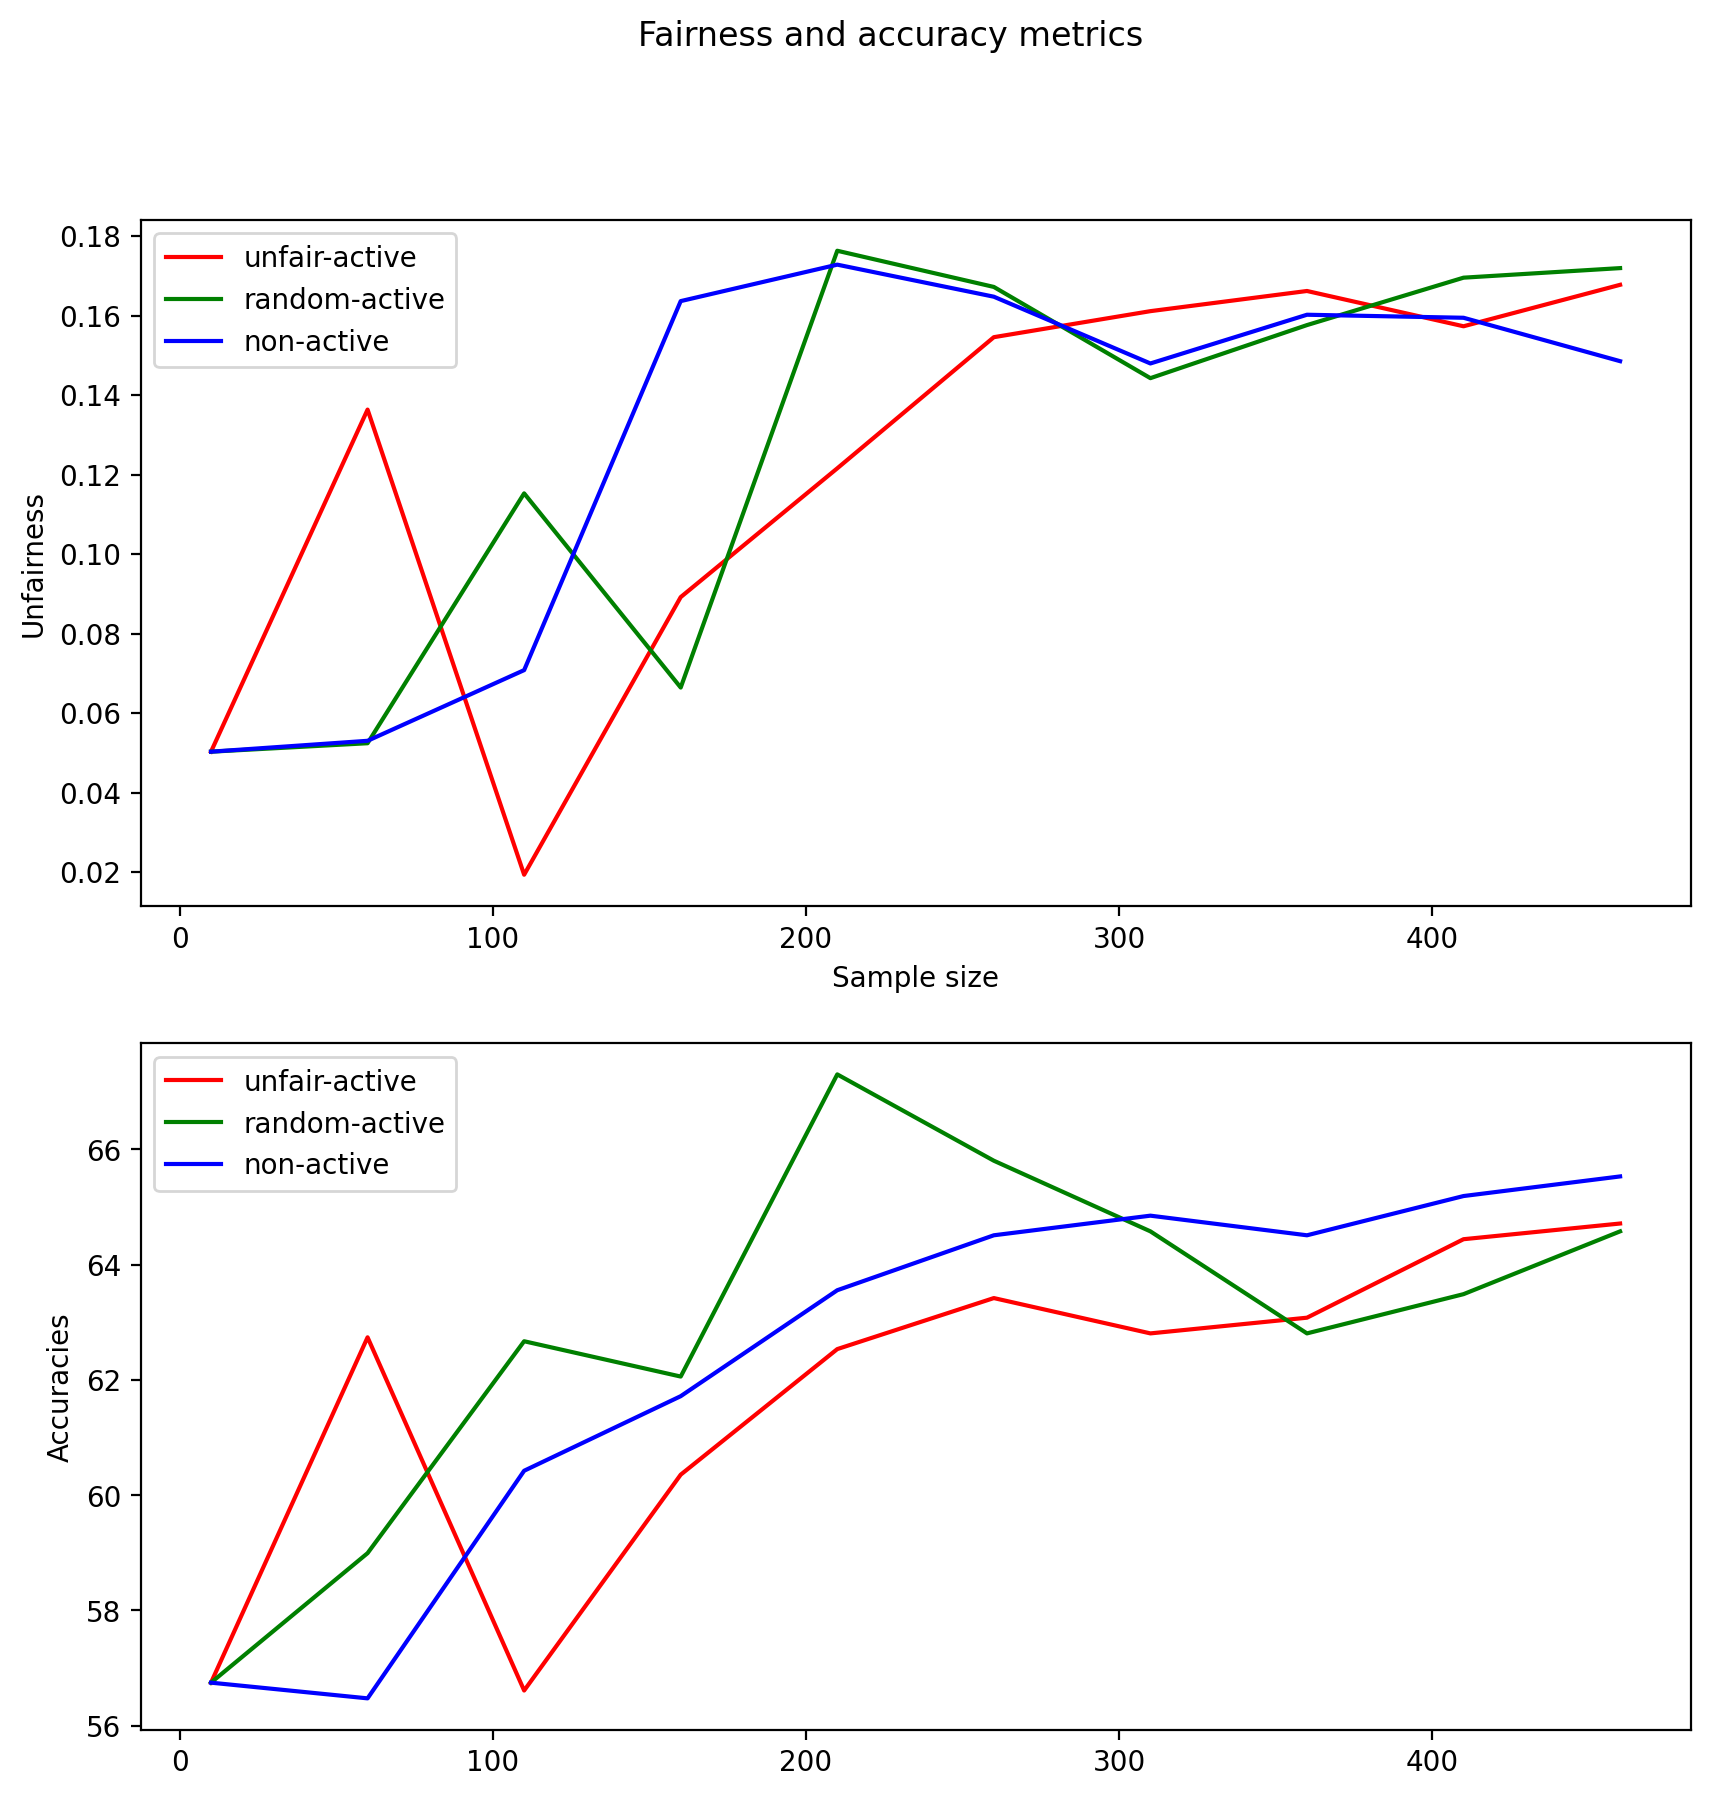 Fairness and accuracy metrics
unfair-active
random-active
non-active
0.18
0.16
0.14
0.12
0.10
0.08
0.06
0.04
0.02
Unfairness
0 100 200 300 400
Sample size
unfair-active
random-active
non-active
66
64
62
60
58
56
Accuracies
0 100 200 300 400